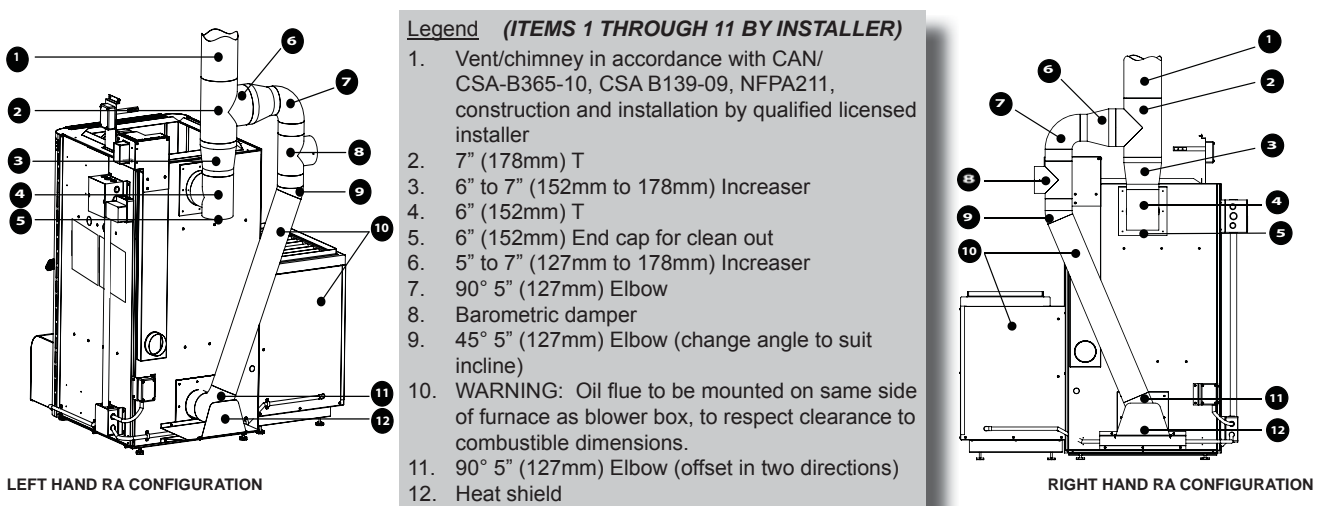 1
2
3
4
5
6
7
8
9
10
11
12
LEFT HAND RA CONFIGURATION
Legend (ITEMS 1 THROUGH 11 BY INSTALLER)
1. Vent/chimney in accordance with CAN/
CSA-B365-10, CSA B139-09, NFPA211,
construction and installation by qualified licensed
installer
2. 7” (178mm) T
3. 6” to 7” (152mm to 178mm) Increaser
4. 6” (152mm) T
5. 6” (152mm) End cap for clean out
6. 5” to 7” (127mm to 178mm) Increaser
7. 90° 5” (127mm) Elbow
8. Barometric damper
9. 45° 5” (127mm) Elbow (change angle to suit
incline)
10. WARNING: Oil flue to be mounted on same side
of furnace as blower box, to respect clearance to
combustible dimensions.
11. 90° 5” (127mm) Elbow (offset in two directions)
12. Heat shield
1
2
3
4
5
6
7
8
9
10
11
12
RIGHT HAND RA CONFIGURATION